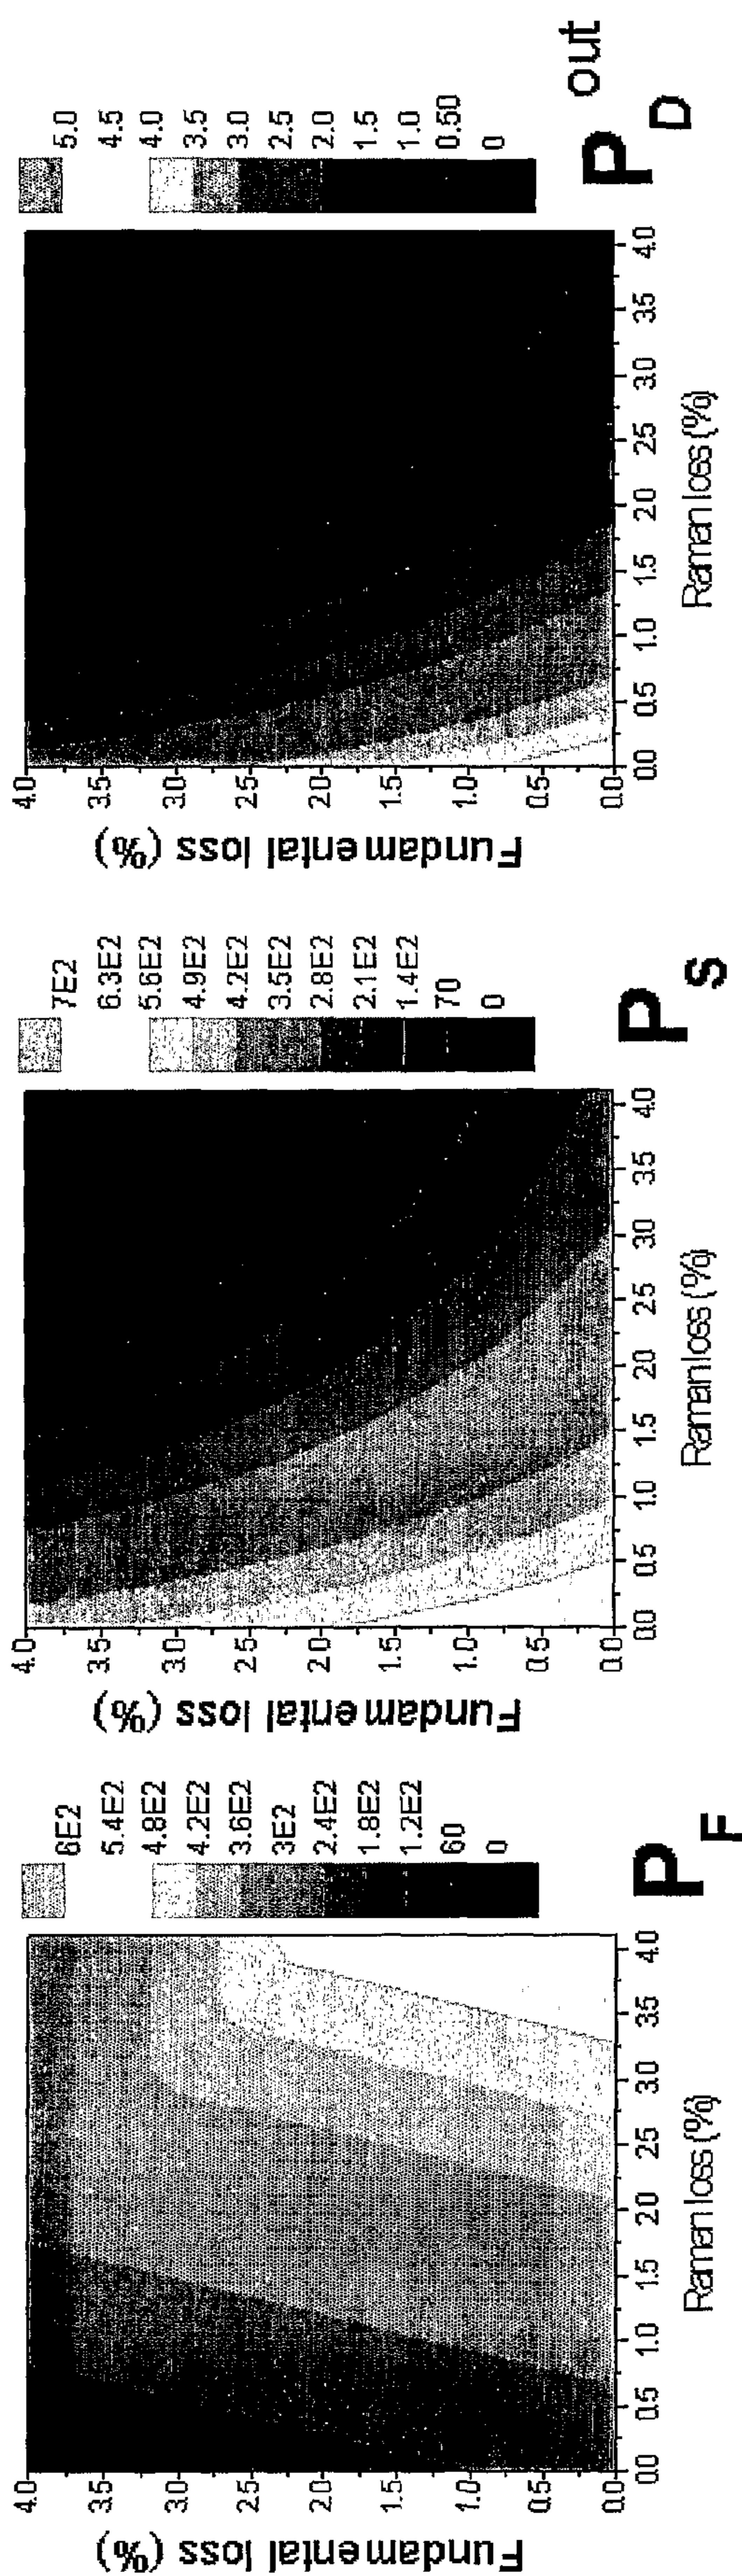 Fundamental loss (%)
4.0
3.5
3.0
2.5
2.0
1.5
1.0
0.5
0.0
0.0 0.5 1.0 1.5 2.0 2.5 3.0 3.5 4.0
Raman loss (%)
6E2
5.4E2
4.8E2
4.2E2
3.6E2
3E2
2.4E2
1.8E2
1.2E2
60
0
P F
Fundamental loss (%)
4.0
3.5
3.0
2.5
2.0
1.5
1.0
0.5
0.0
0.0 0.5 1.0 1.5 2.0 2.5 3.0 3.5 4.0
Raman loss (%)
7E2
6.3E2
5.6E2
4.9E2
4.2E2
3.5E2
2.8E2
2.1E2
1.4E2
70
0
P S
Fundamental loss (%)
4.0
3.5
3.0
2.5
2.0
1.5
1.0
0.5
0.0
0.0 0.5 1.0 1.5 2.0 2.5 3.0 3.5 4.0
Raman loss (%)
5.0
4.5
4.0
3.5
3.0
2.5
2.0
1.5
1.0
0.50
0
P D out